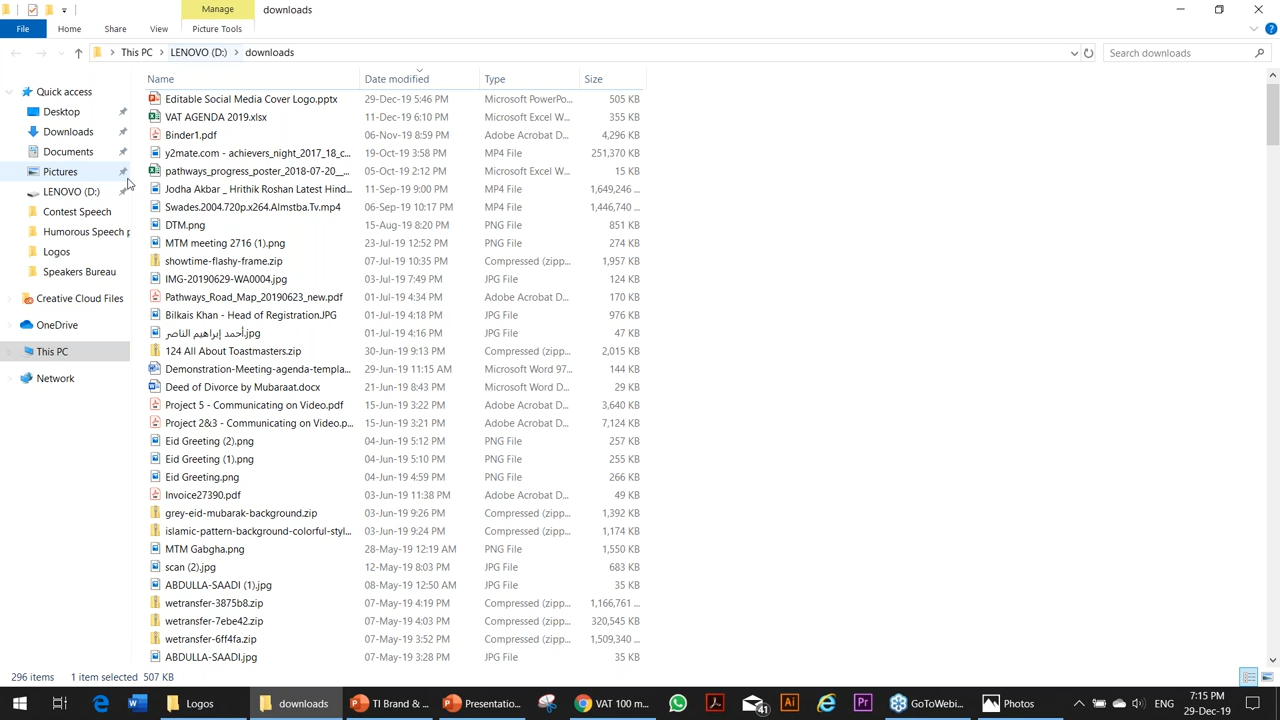 Manage
downloads
File
Home
Share
View
Picture Tools
This PC
LENOVO (D:)
downloads
Search downloads
Name
Date modified
Type
Size
Quick access
Desktop
Downloads
Documents
Pictures
LENOVO (D:)
Contest Speech
Humorous Speech p
Logos
Speakers Bureau
Creative Cloud Files
OneDrive
This PC
Network
Editable Social Media Cover Logo.pptx 29-Dec-19 5:46 PM Microsoft PowerPo... 505 KB
VAT AGENDA 2019.xlsx 11-Dec-19 6:10 PM Microsoft Excel W... 355 KB
Binder1.pdf 06-Nov-19 8:59 PM Adobe Acrobat D... 4,296 KB
y2mate.com - achievers_night_2017_18_c... 19-Oct-19 3:58 PM MP4 File 251,370 KB
pathways_progress_poster_2018-07-20__... 05-Oct-19 2:12 PM Microsoft Excel W... 15 KB
Jodha Akbar _ Hrithik Roshan Latest Hind... 11-Sep-19 9:00 PM MP4 File 1,649,246 ...
Swades.2004.720p.x264.Almstba.Tv.mp4 06-Sep-19 10:17 PM MP4 File 1,446,740 ...
DTM.png 15-Aug-19 8:20 PM PNG File 851 KB
MTM meeting 2716 (1).png 23-Jul-19 12:52 PM PNG File 274 KB
showtime-flashy-frame.zip 07-Jul-19 10:35 PM Compressed (zipp... 1,957 KB
IMG-20190629-WA0004.jpg 03-Jul-19 7:49 PM JPG File 124 KB
Pathways_Road_Map_20190623_new.pdf 01-Jul-19 4:34 PM Adobe Acrobat D... 170 KB
Bilkais Khan - Head of Registration.JPG 01-Jul-19 4:18 PM JPG File 976 KB
أحمد إبراهيم الناصر.jpg 01-Jul-19 4:16 PM JPG File 47 KB
124 All About Toastmasters.zip 30-Jun-19 9:13 PM Compressed (zipp... 2,015 KB
Demonstration-Meeting-agenda-templa... 29-Jun-19 11:15 AM Microsoft Word 97... 144 KB
Deed of Divorce by Mubaraat.docx 21-Jun-19 8:43 PM Microsoft Word D... 29 KB
Project 5 - Communicating on Video.pdf 15-Jun-19 3:22 PM Adobe Acrobat D... 3,640 KB
Project 2&3 - Communicating on Video.p... 15-Jun-19 3:21 PM Adobe Acrobat D... 7,124 KB
Eid Greeting (2).png 04-Jun-19 5:12 PM PNG File 257 KB
Eid Greeting (1).png 04-Jun-19 5:10 PM PNG File 255 KB
Eid Greeting.png 04-Jun-19 4:59 PM PNG File 266 KB
Invoice27390.pdf 03-Jun-19 11:38 PM Adobe Acrobat D... 49 KB
grey-eid-mubarak-background.zip 03-Jun-19 9:26 PM Compressed (zipp... 1,392 KB
islamic-pattern-background-colorful-styl... 03-Jun-19 9:24 PM Compressed (zipp... 1,174 KB
MTM Gabgha.png 28-May-19 12:19 AM PNG File 1,550 KB
scan (2).jpg 12-May-19 8:03 PM JPG File 683 KB
ABDULLA-SAADI (1).jpg 08-May-19 12:50 AM JPG File 35 KB
wetransfer-3875b8.zip 07-May-19 4:19 PM Compressed (zipp... 1,166,761 ...
wetransfer-7ebe42.zip 07-May-19 4:03 PM Compressed (zipp... 320,545 KB
wetransfer-6ff4fa.zip 07-May-19 3:52 PM Compressed (zipp... 1,509,340 ...
ABDULLA-SAADI.jpg 07-May-19 3:28 PM JPG File 35 KB
296 items 1 item selected 507 KB
Logos
downloads
TI Brand & ...
Presentatio...
VAT 100 m...
41
GoToWebi...
Photos
7:15 PM
29-Dec-19